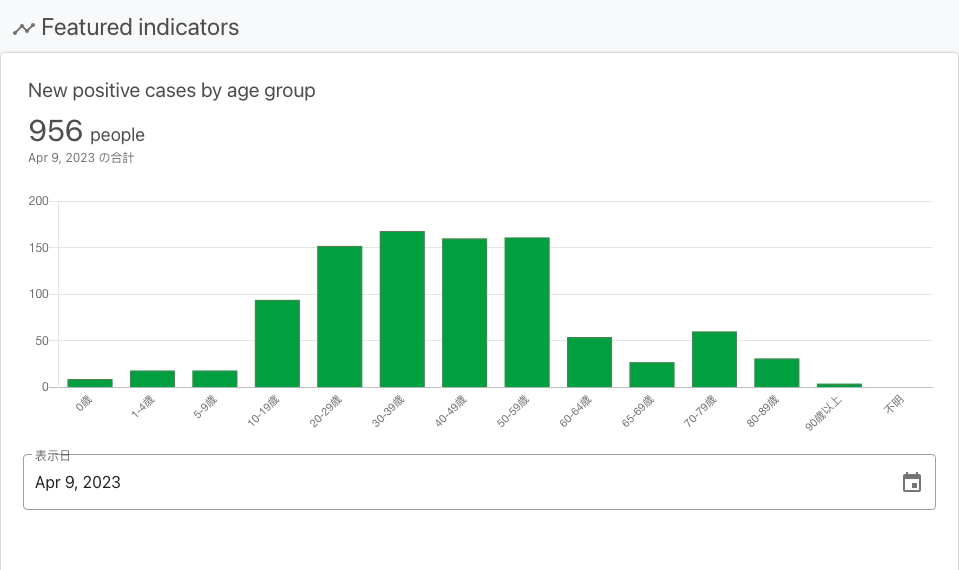 Featured indicators
New positive cases by age group
956 people
Apr 9, 2023 の合計
200
150
100
50
0
0歳
1-4歳
5-9歳
10-19歳
20-29歳
30-39歳
40-49歳
50-59歳
60-64歳
65-69歳
70-79歳
80-89歳
90歳以上
不明
表示日
Apr 9, 2023